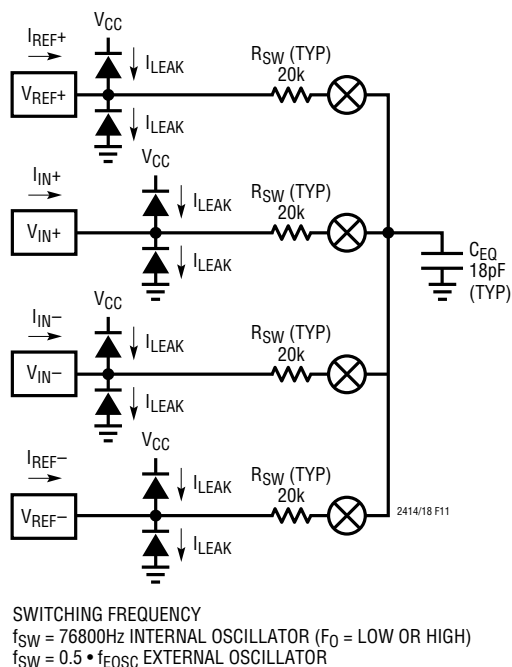 VCC
IREF+
ILEAK
RSW (TYP)
20k
VREF+
ILEAK
VCC
IIN+
ILEAK
RSW (TYP)
20k
VIN+
ILEAK
CEQ
18pF
(TYP)
VCC
IIN–
ILEAK
RSW (TYP)
20k
VIN–
ILEAK
VCC
IREF–
ILEAK
RSW (TYP)
20k
VREF–
ILEAK
2414/18 F11
SWITCHING FREQUENCY
fSW = 76800Hz INTERNAL OSCILLATOR (FO = LOW OR HIGH)
fSW = 0.5 • fEOSC EXTERNAL OSCILLATOR